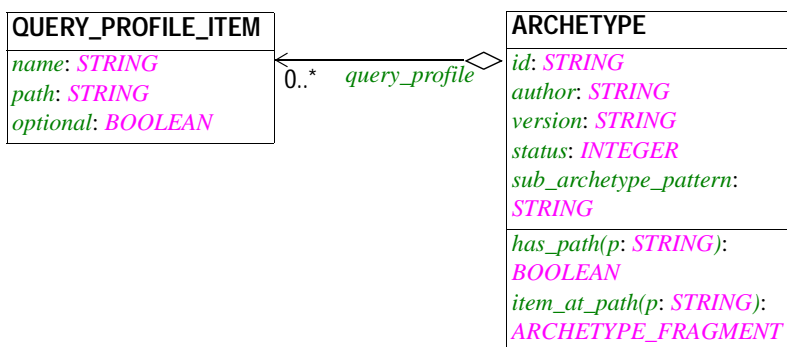 QUERY_PROFILE_ITEM
name: STRING
path: STRING
optional: BOOLEAN
0..*
query_profile
ARCHETYPE
id: STRING
author: STRING
version: STRING
status: INTEGER
sub_archetype_pattern:
STRING
has_path(p: STRING):
BOOLEAN
item_at_path(p: STRING):
ARCHETYPE_FRAGMENT